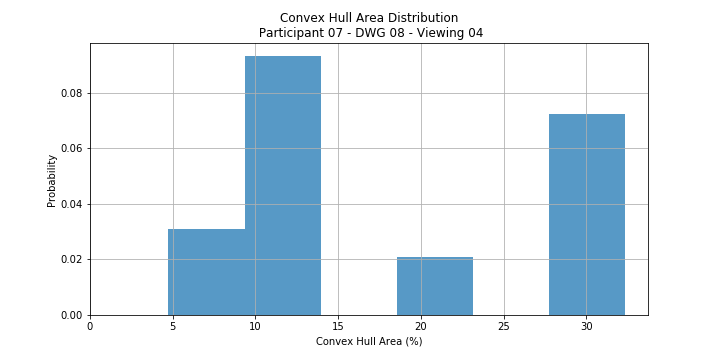 Convex Hull Area Distribution
Participant 07 - DWG 08 - Viewing 04
Probability
0.08
0.06
0.04
0.02
0.00
0 5 10 15 20 25 30
Convex Hull Area (%)